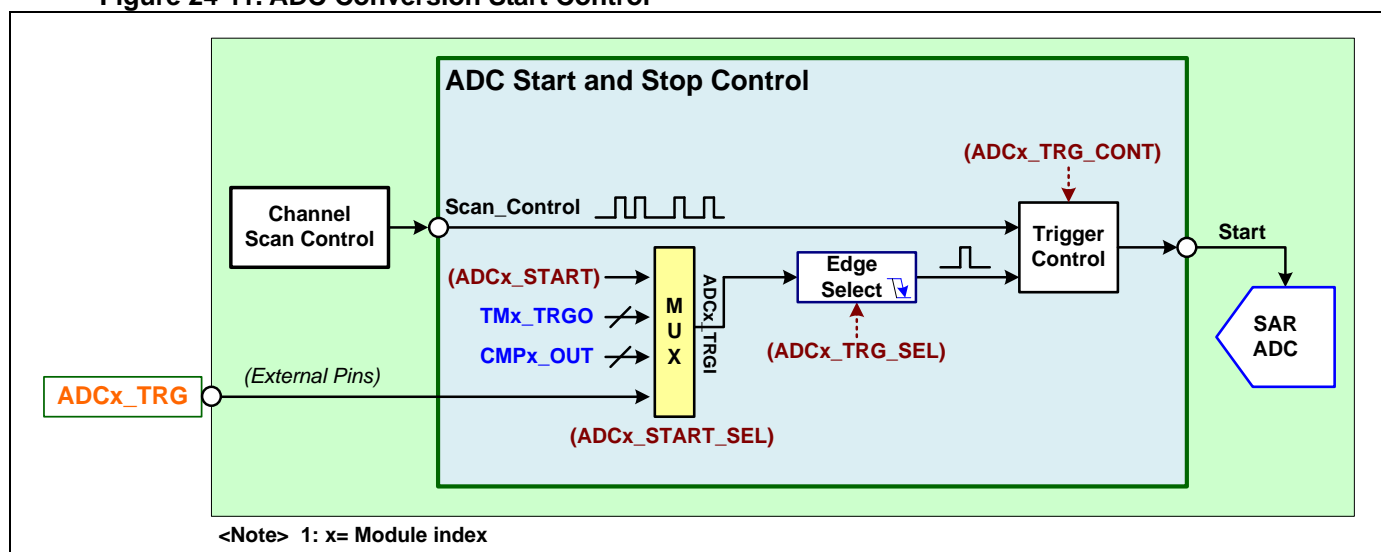 Figure 24-11. ADC Conversion Start Control
ADC Start and Stop Control
(ADCx_TRG_CONT)
Channel
Scan Control
Scan_Control
Trigger
Control
Start
(ADCx_START)
TMx_TRGO
CMPx_OUT
MUX
ADCx_TRGI
Edge
Select
(ADCx_TRG_SEL)
SAR
ADC
ADCx_TRG
(External Pins)
(ADCx_START_SEL)
<Note> 1: x= Module index